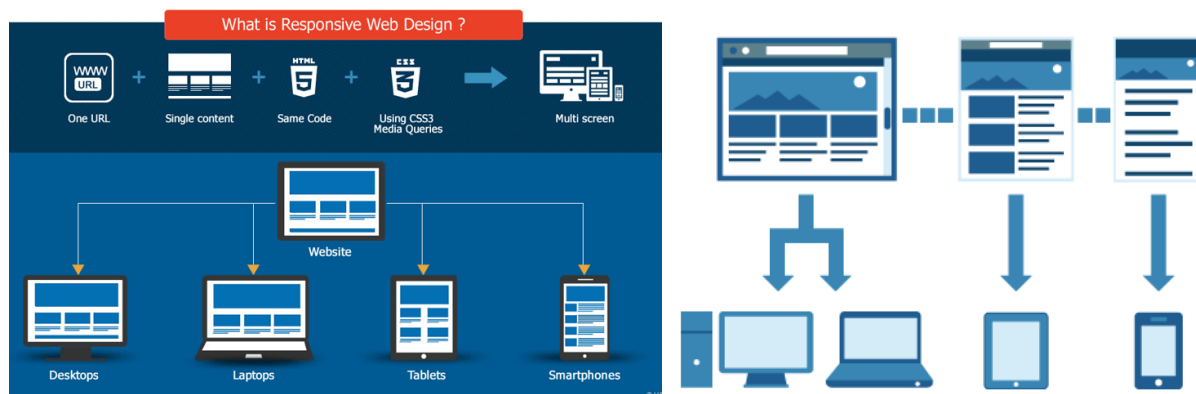 What is Responsive Web Design ?
WWW
URL
HTML
5
CSS
3
One URL
Single content
Same Code
Using CSS3
Media Queries
Multi screen
Website
Desktops
Laptops
Tablets
Smartphones